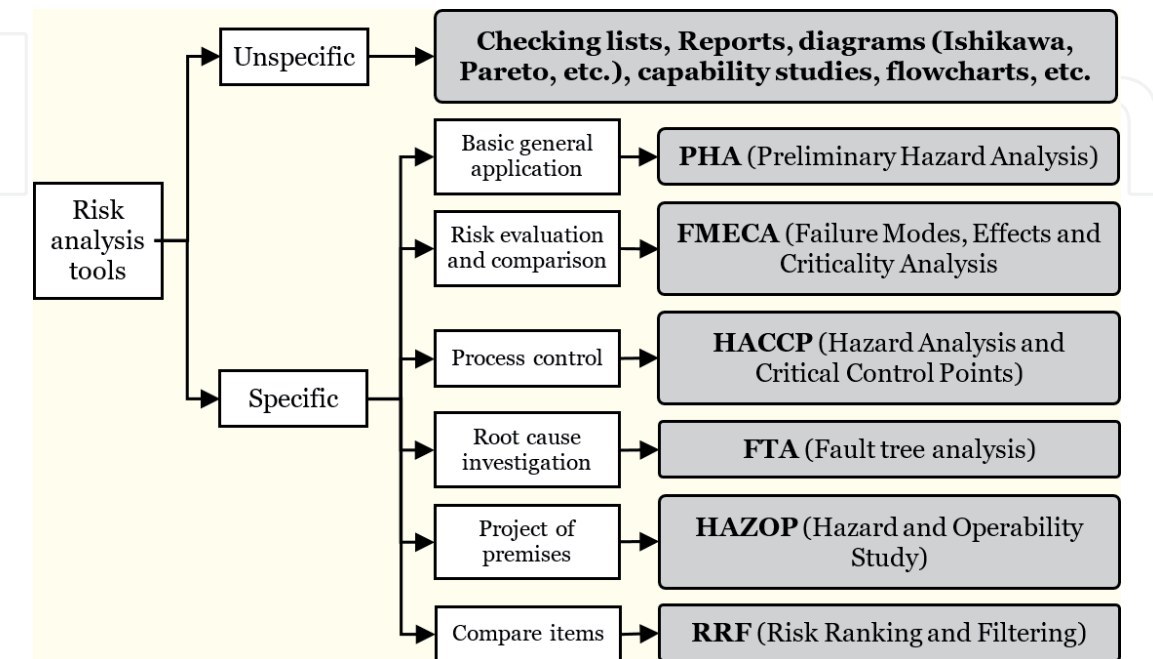 Unspecific
Checking lists, Reports, diagrams (Ishikawa,
Pareto, etc.), capability studies, flowcharts, etc.
Risk
analysis
tools
Specific
Basic general
application
PHA (Preliminary Hazard Analysis)
Risk evaluation
and comparison
FMECA (Failure Modes, Effects and
Criticality Analysis
Process control
HACCP (Hazard Analysis and
Critical Control Points)
Root cause
investigation
FTA (Fault tree analysis)
Project of
premises
HAZOP (Hazard and Operability
Study)
Compare items
RRF (Risk Ranking and Filtering)